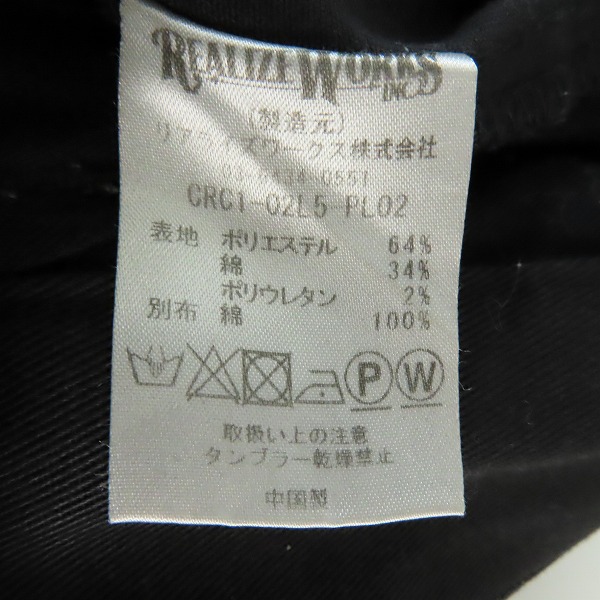 REALIZE WORKS
INC.
(製造元)
リアライズワークス株式会社
CRC1-02L5 PL02
表地 ポリエステル 64%
綿 34%
ポリウレタン 2%
別布 綿 100%
P W
取扱い上の注意
タンブラー乾燥禁止
中国製